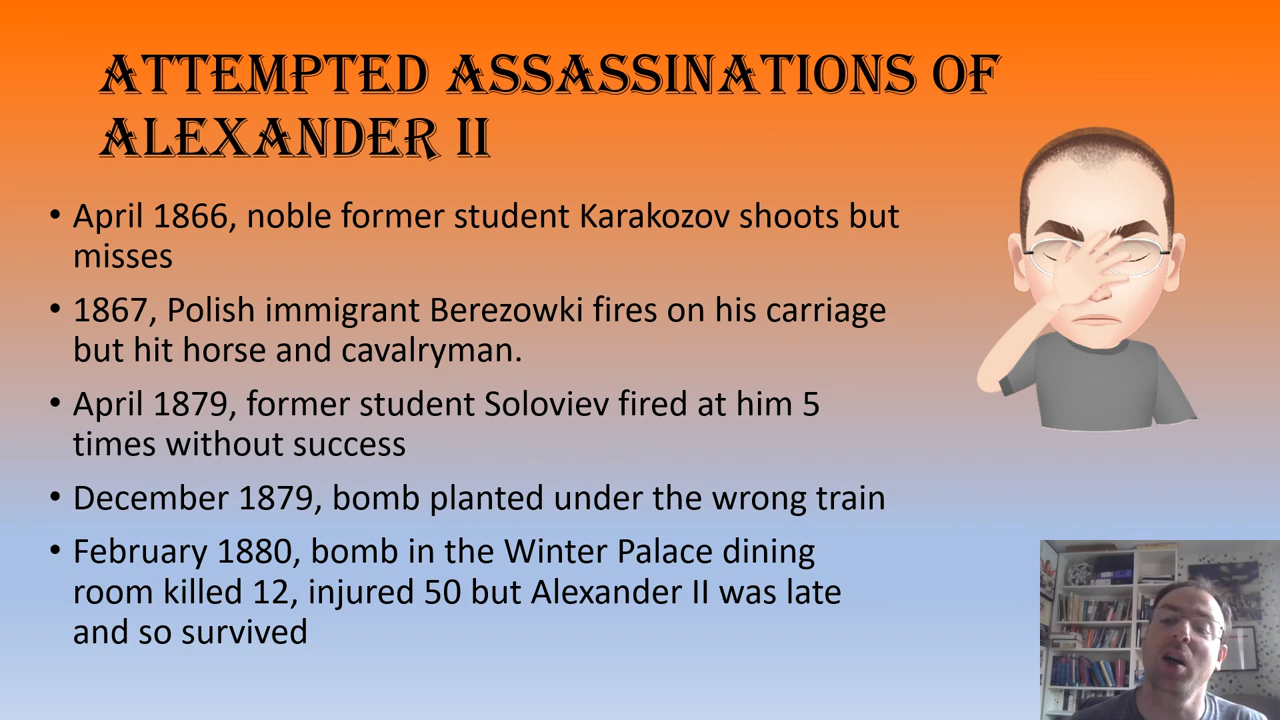 ATTEMPTED ASSASSINATIONS OF
ALEXANDER II
• April 1866, noble former student Karakozov shoots but
misses
• 1867, Polish immigrant Berezowki fires on his carriage
but hit horse and cavalryman.
• April 1879, former student Soloviev fired at him 5
times without success
• December 1879, bomb planted under the wrong train
• February 1880, bomb in the Winter Palace dining
room killed 12, injured 50 but Alexander II was late
and so survived